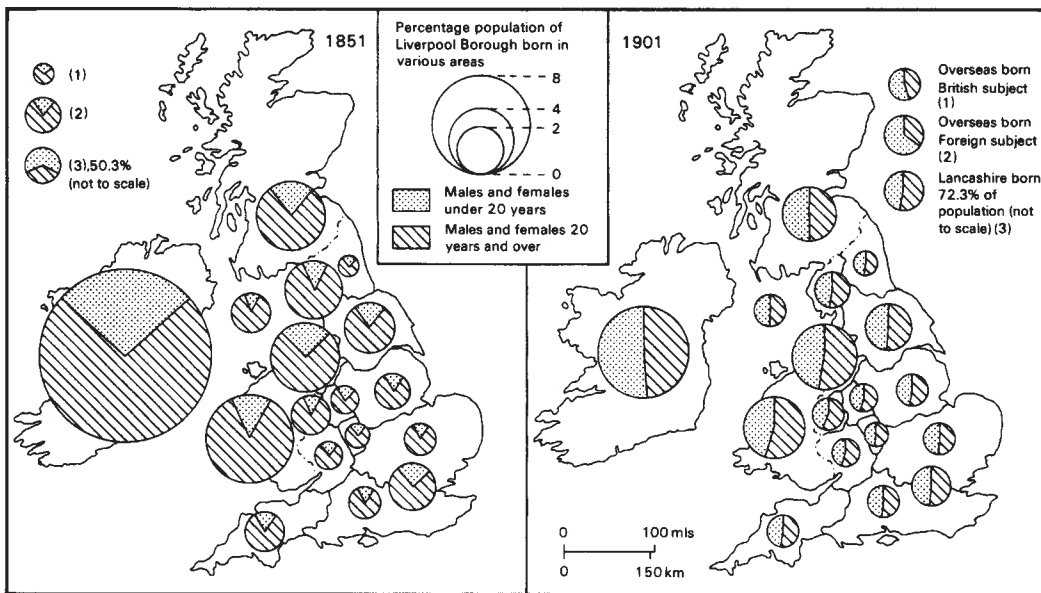 1851
(1)
(2)
(3),50.3%
(not to scale)
Percentage population of
Liverpool Borough born in
various areas
8
4
2
0
Males and females
under 20 years
Males and females 20
years and over
1901
Overseas born
British subject
(1)
Overseas born
Foreign subject
(2)
Lancashire born
72.3% of
population (not
to scale) (3)
0 100 mls
0 150 km